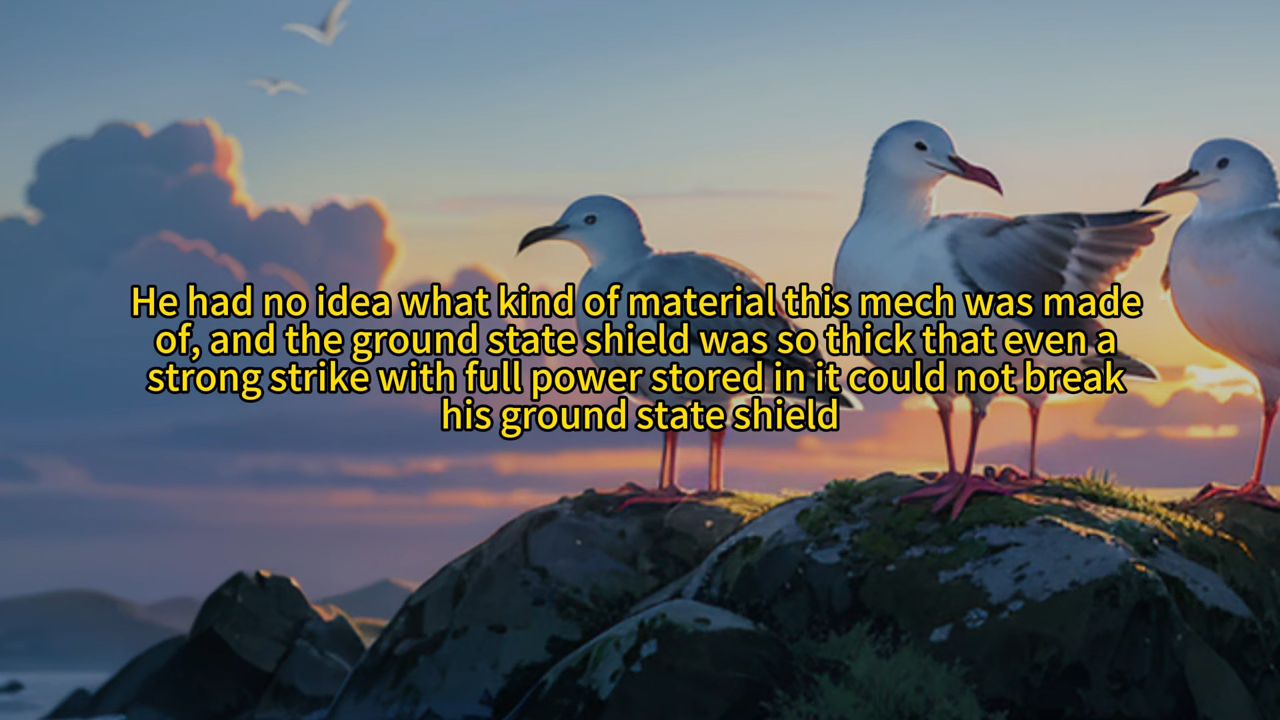 He had no idea what kind of material this mech was made
of, and the ground state shield was so thick that even a
strong strike with full power stored in it could not break
his ground state shield